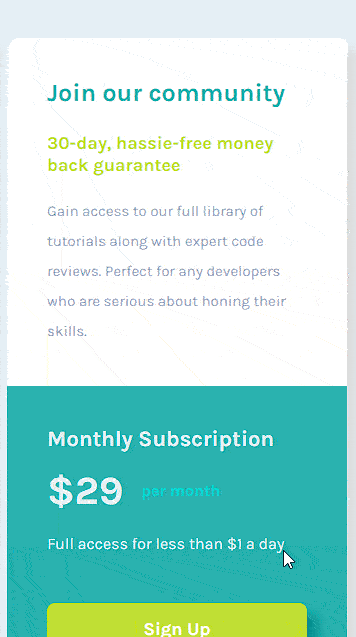 Join our community
30-day, hassie-free money
back guarantee
Gain access to our full library of
tutorials along with expert code
reviews. Perfect for any developers
who are serious about honing their
skills.
Monthly Subscription
$29 per month
Full access for less than $1 a day
Sign Up